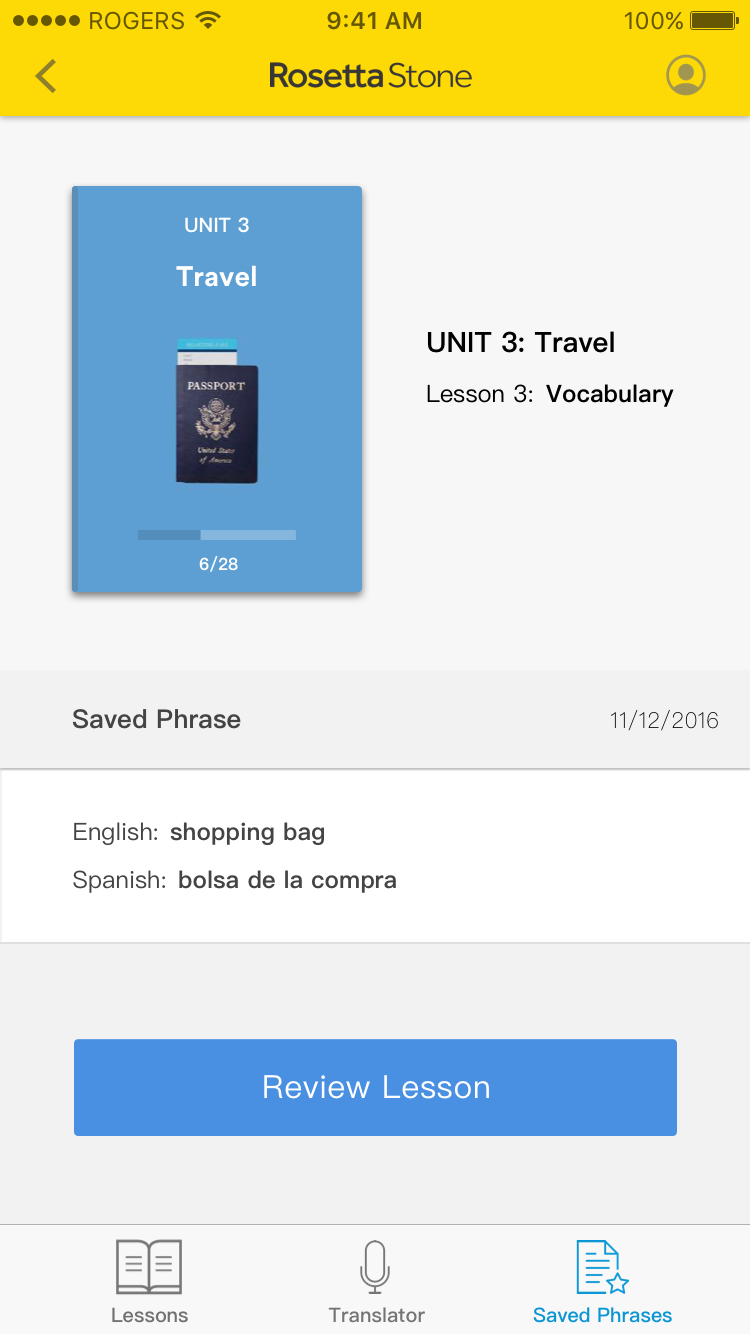 ROGERS 9:41 AM 100%
Rosetta Stone
UNIT 3
Travel
PASSPORT
United States
of America
6/28
UNIT 3: Travel
Lesson 3: Vocabulary
Saved Phrase 11/12/2016
English: shopping bag
Spanish: bolsa de la compra
Review Lesson
Lessons Translator Saved Phrases